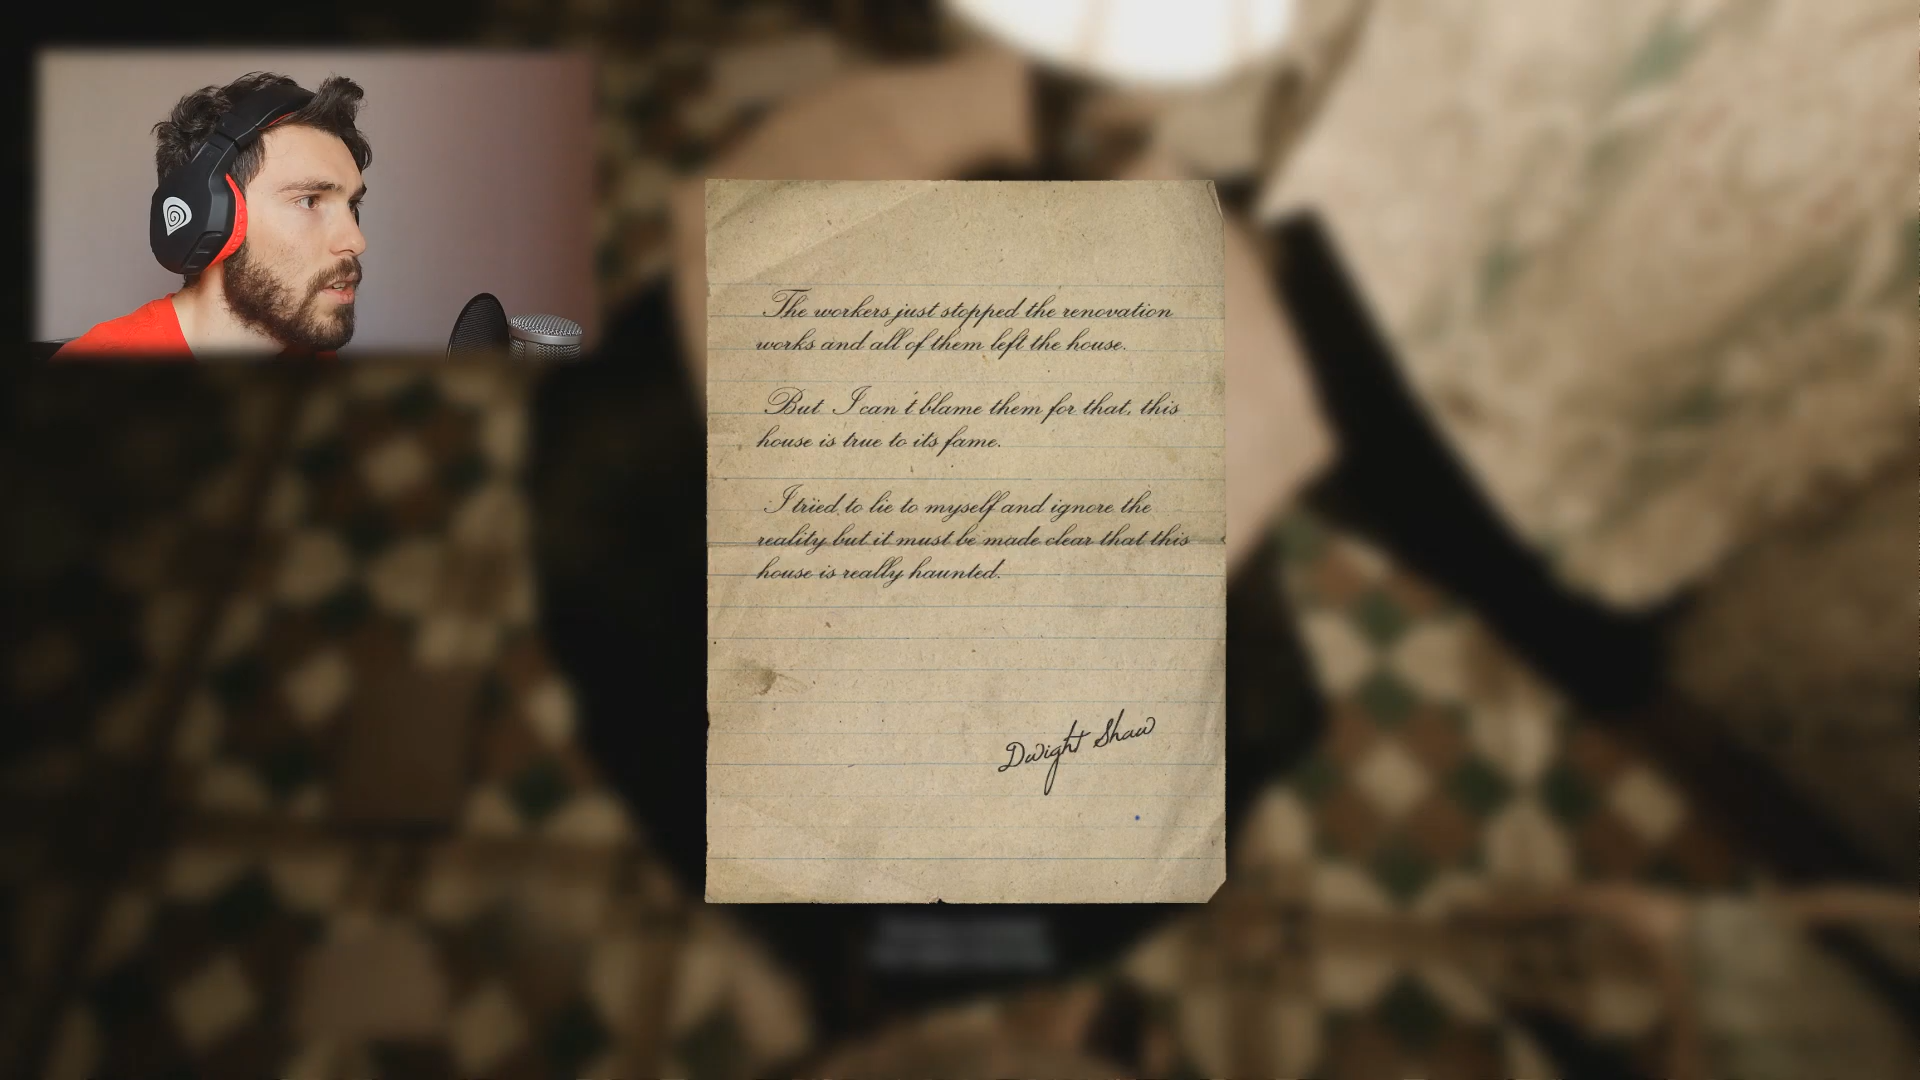 The workers just stopped the renovation
works and all of them left the house.
But I can't blame them for that, this
house is true to its fame.
I tried to lie to myself and ignore the
reality but it must be made clear that this
house is really haunted.
Dwight Shaw